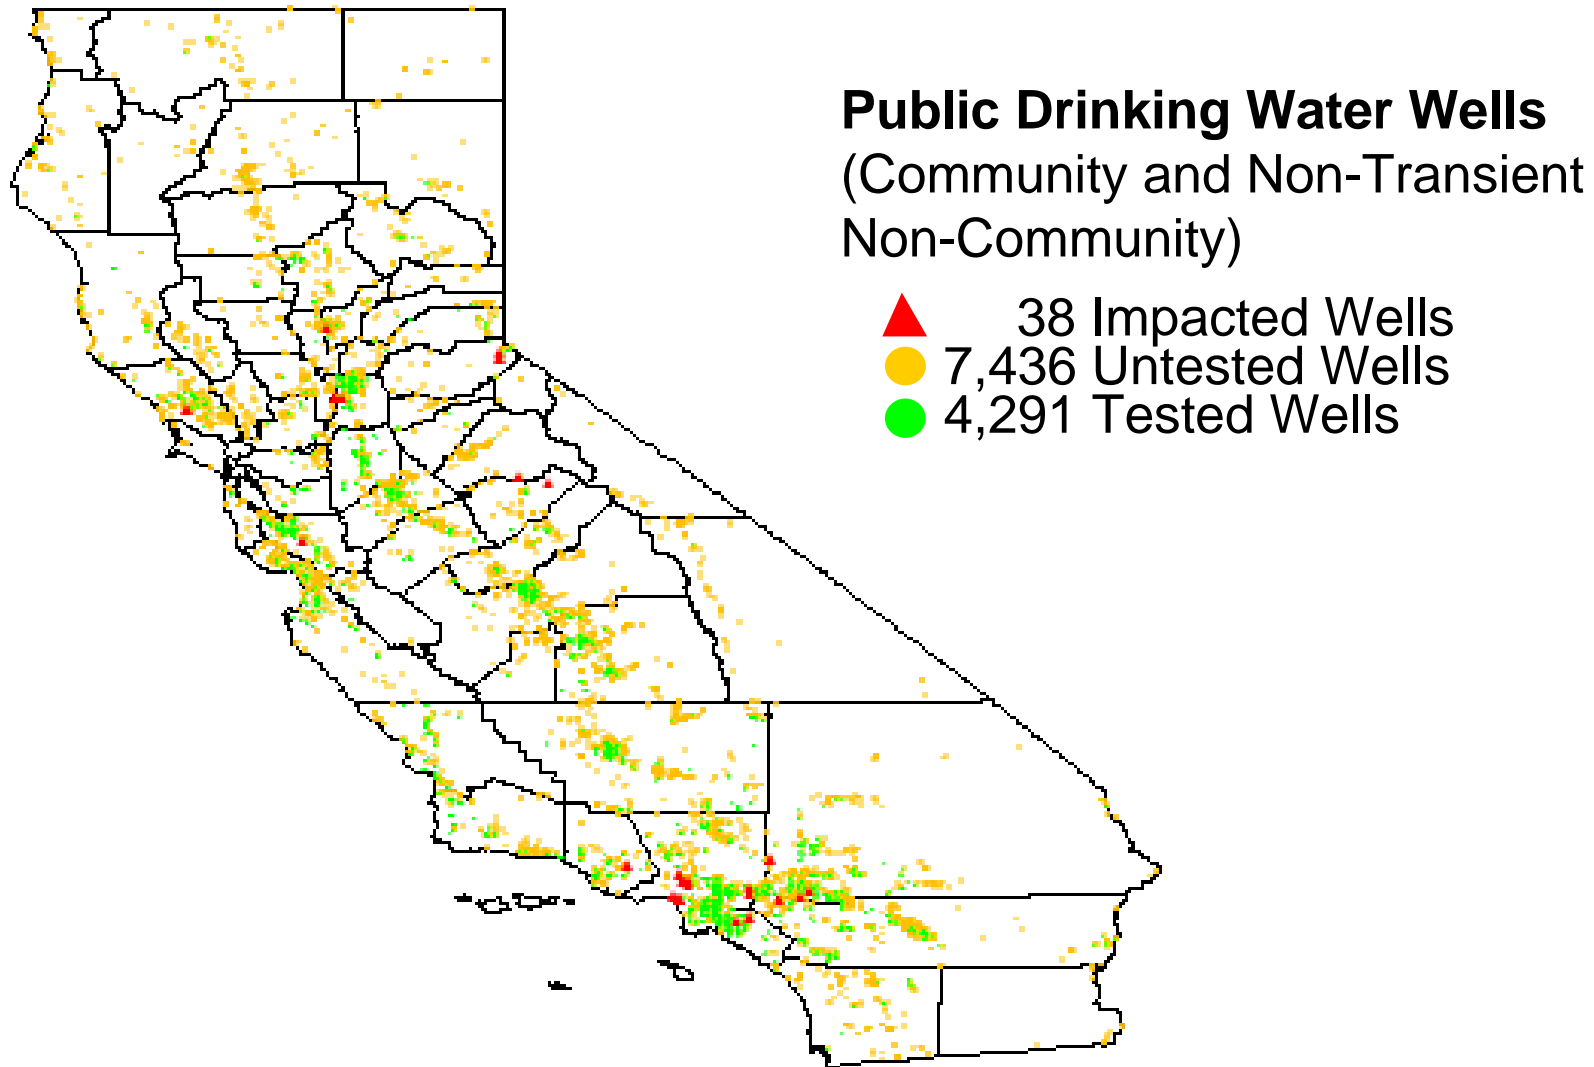 Public Drinking Water Wells
(Community and Non-Transient
Non-Community)
38 Impacted Wells
7,436 Untested Wells
4,291 Tested Wells